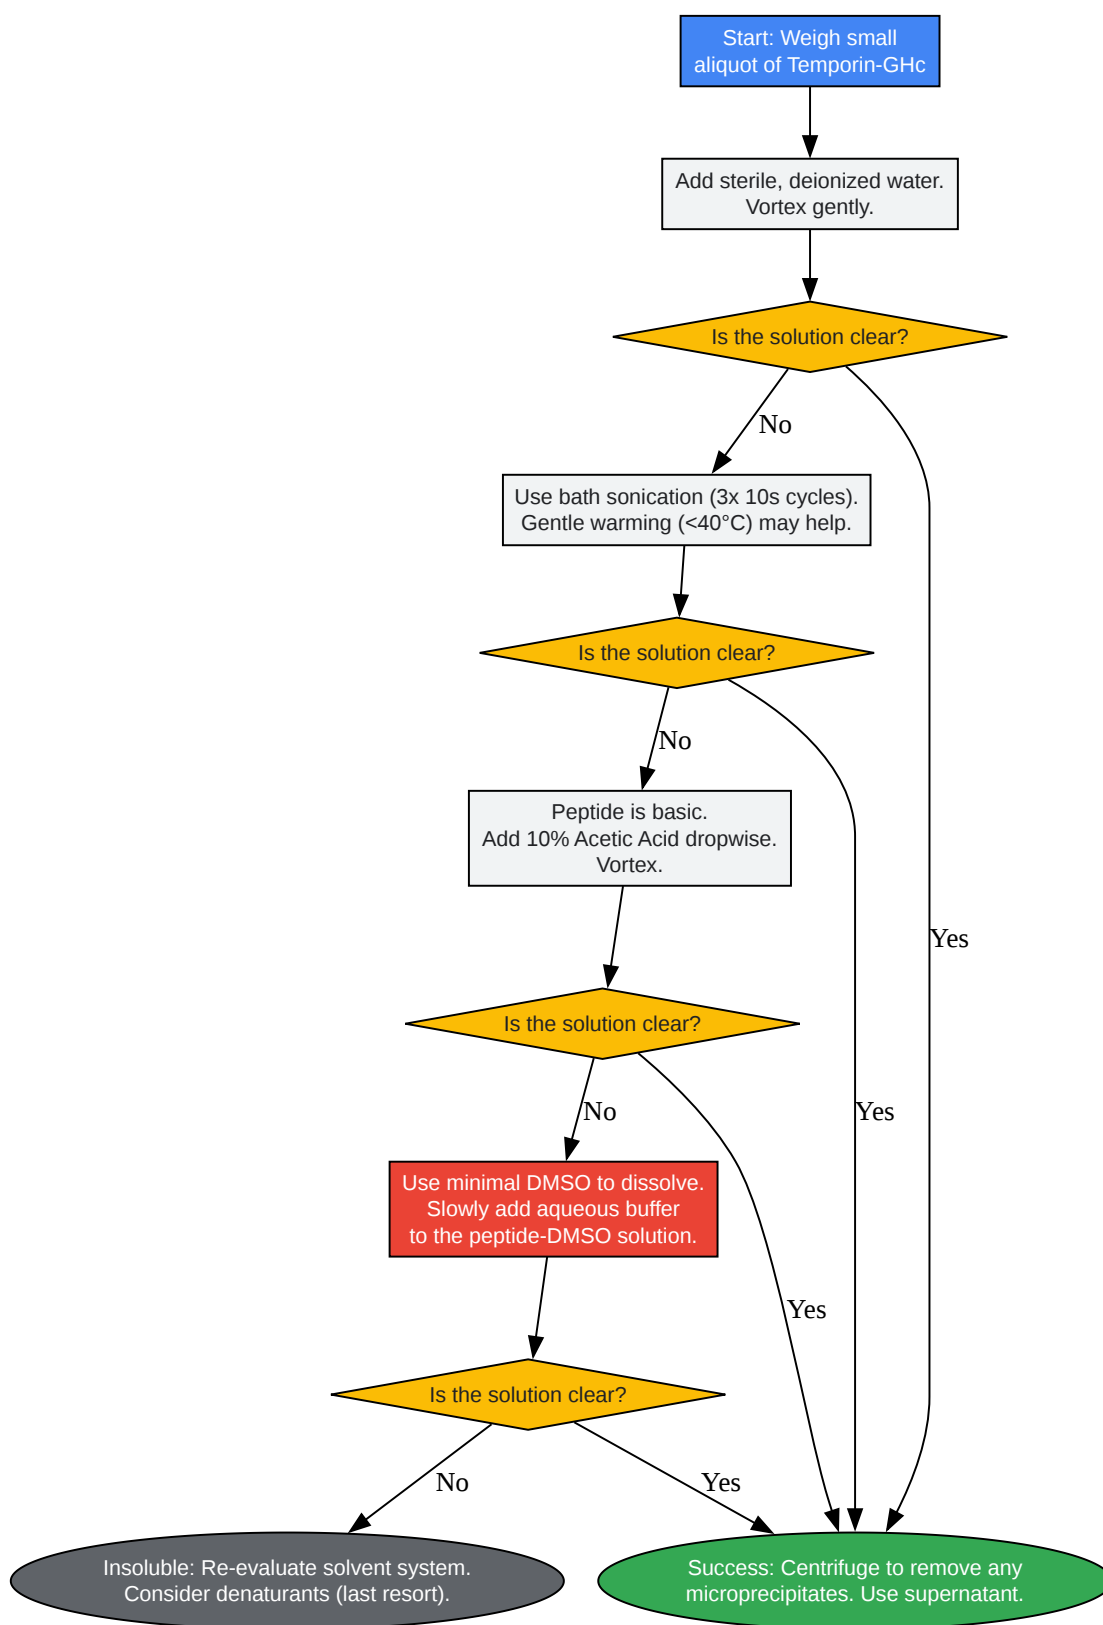 Start: Weigh small
aliquot of Temporin-GHc
Add sterile, deionized water.
Vortex gently.
Is the solution clear?
No
Use bath sonication (3x 10s cycles).
Gentle warming (<40°C) may help.
Is the solution clear?
No
Peptide is basic.
Add 10% Acetic Acid dropwise.
Vortex.
Yes
Is the solution clear?
No
Yes
Use minimal DMSO to dissolve.
Slowly add aqueous buffer
to the peptide-DMSO solution.
Yes
Is the solution clear?
No
Yes
Insoluble: Re-evaluate solvent system.
Consider denaturants (last resort).
Success: Centrifuge to remove any
microprecipitates. Use supernatant.